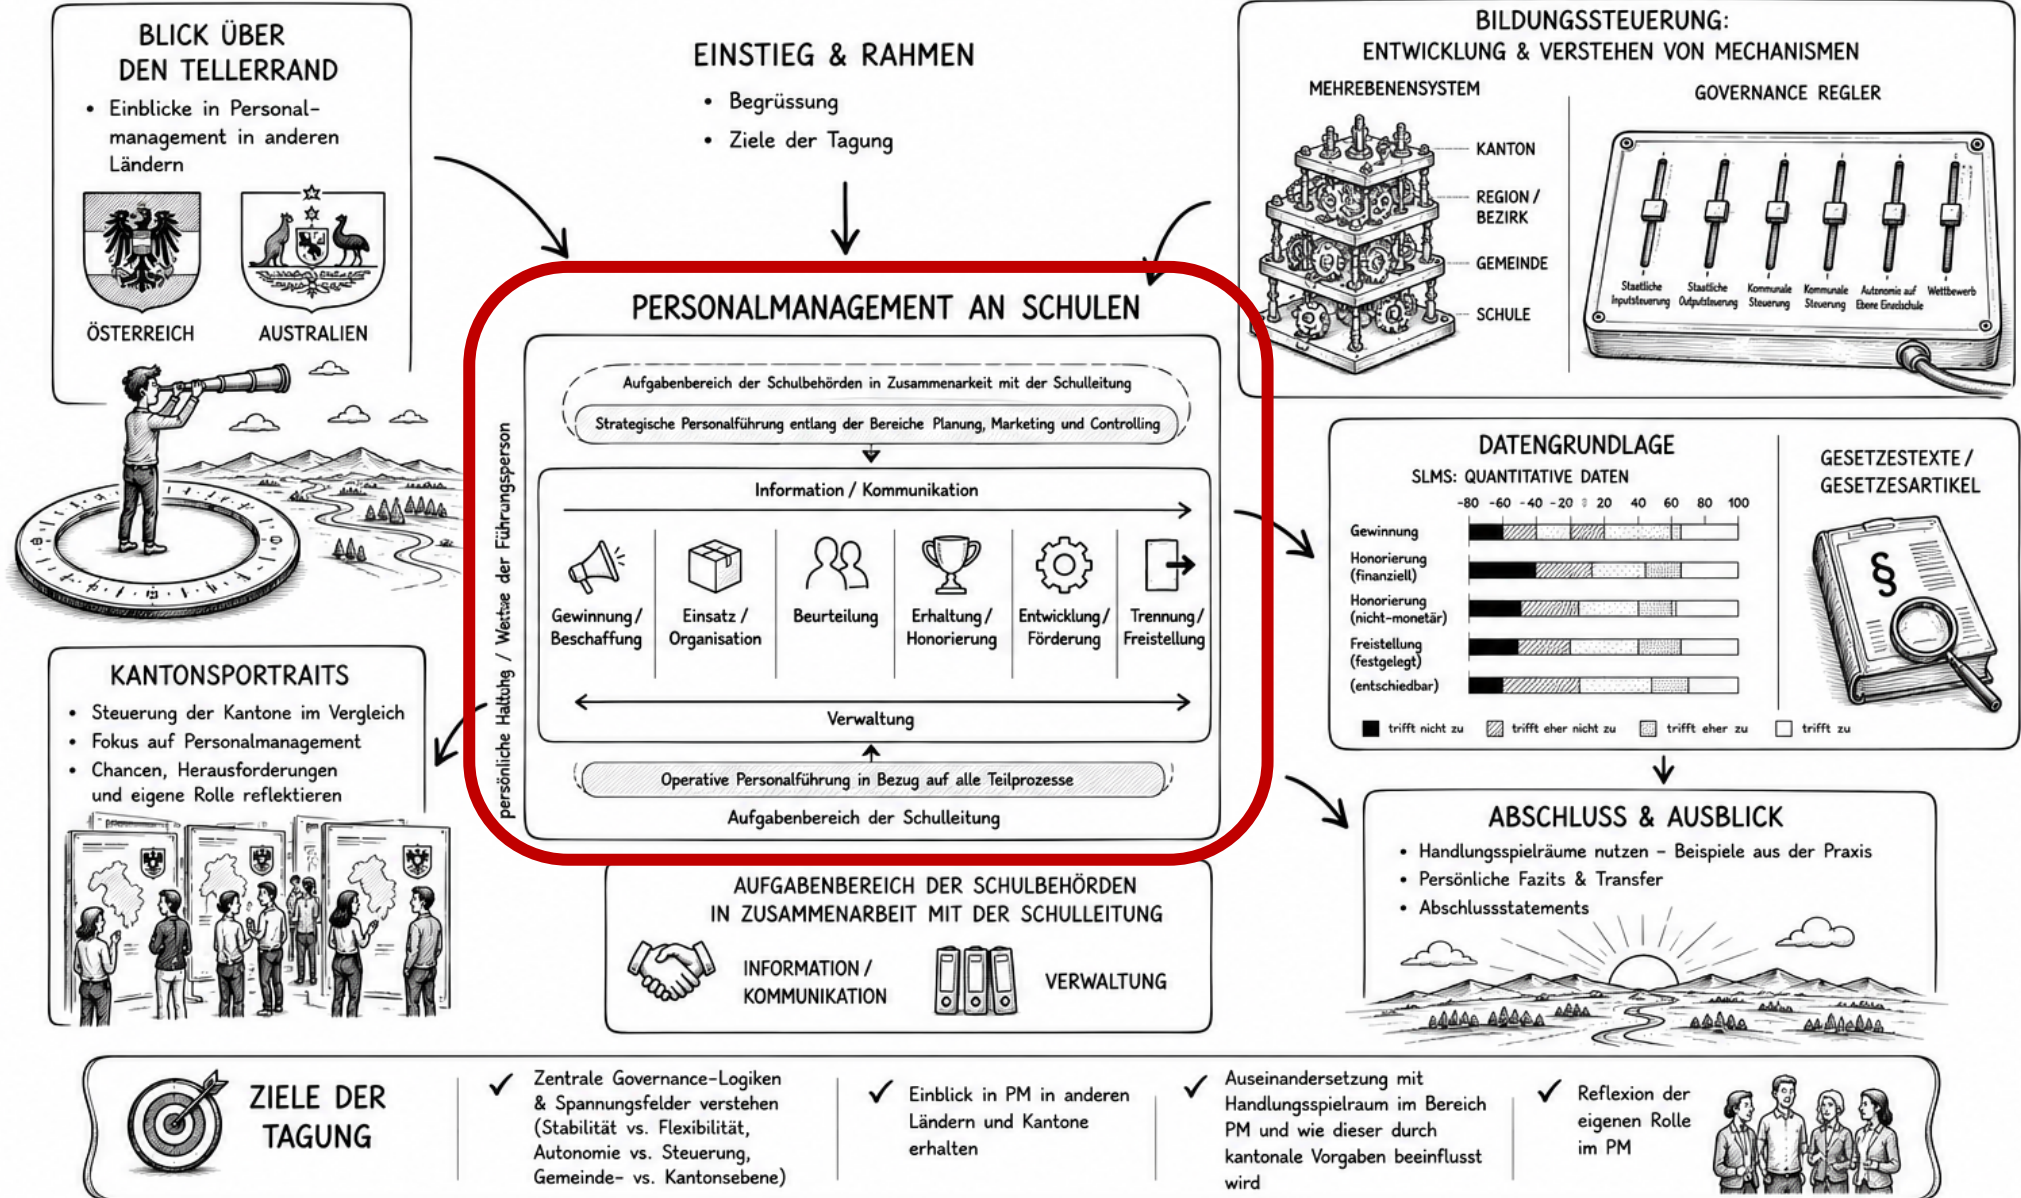 BLICK ÜBER
DEN TELLERRAND
• Einblicke in Personal-
management in anderen
Ländern
ÖSTERREICH
AUSTRALIEN
EINSTIEG & RAHMEN
• Begrüssung
• Ziele der Tagung
BILDUNGSSTEUERUNG:
ENTWICKLUNG & VERSTEHEN VON MECHANISMEN
MEHREBENENSYSTEM
KANTON
REGION /
BEZIRK
GEMEINDE
SCHULE
GOVERNANCE REGLER
Staatliche
Inputsteuerung
Staatliche
Outputsteuerung
Kommunale
Steuerung
Kommunale
Steuerung
Autonomie auf
Ebene Einzelschule
Wettbewerb
PERSONALMANAGEMENT AN SCHULEN
persönliche Haltung / Wettwe der Führungsperson
Aufgabenbereich der Schulbehörden in Zusammenarbeit mit der Schulleitung
Strategische Personalführung entlang der Bereiche Planung, Marketing und Controlling
Information / Kommunikation
Gewinnung /
Beschaffung
Einsatz /
Organisation
Beurteilung
Erhaltung /
Honorierung
Entwicklung /
Förderung
Trennung /
Freistellung
Verwaltung
Operative Personalführung in Bezug auf alle Teilprozesse
Aufgabenbereich der Schulleitung
DATENGRUNDLAGE
SLMS: QUANTITATIVE DATEN
-80 -60 -40 -20 0 20 40 60 80 100
Gewinnung
Honorierung
(finanziell)
Honorierung
(nicht-monetär)
Freistellung
(festgelegt)
(entschiedbar)
trifft nicht zu
trifft eher nicht zu
trifft eher zu
trifft zu
GESETZESTEXTE /
GESETZESARTIKEL
§
KANTONSPORTRAITS
• Steuerung der Kantone im Vergleich
• Fokus auf Personalmanagement
• Chancen, Herausforderungen
und eigene Rolle reflektieren
AUFGABENBEREICH DER SCHULBEHÖRDEN
IN ZUSAMMENARBEIT MIT DER SCHULLEITUNG
INFORMATION /
KOMMUNIKATION
VERWALTUNG
ABSCHLUSS & AUSBLICK
• Handlungsspielräume nutzen – Beispiele aus der Praxis
• Persönliche Fazits & Transfer
• Abschlussstatements
ZIELE DER
TAGUNG
✓ Zentrale Governance-Logiken
& Spannungsfelder verstehen
(Stabilität vs. Flexibilität,
Autonomie vs. Steuerung,
Gemeinde- vs. Kantonsebene)
✓ Einblick in PM in anderen
Ländern und Kantone
erhalten
✓ Auseinandersetzung mit
Handlungsspielraum im Bereich
PM und wie dieser durch
kantonale Vorgaben beeinflusst
wird
✓ Reflexion der
eigenen Rolle
im PM